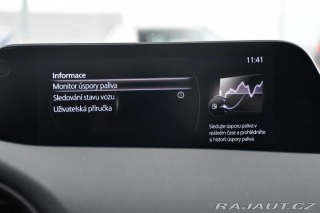 11:41
Informace
Monitor úspory paliva
Sledování stavu vozu
Uživatelská příručka
Sledujte úsporu paliva v
reálném čase a prohlédněte
si historii úspory paliva.
RAJAUT.CZ